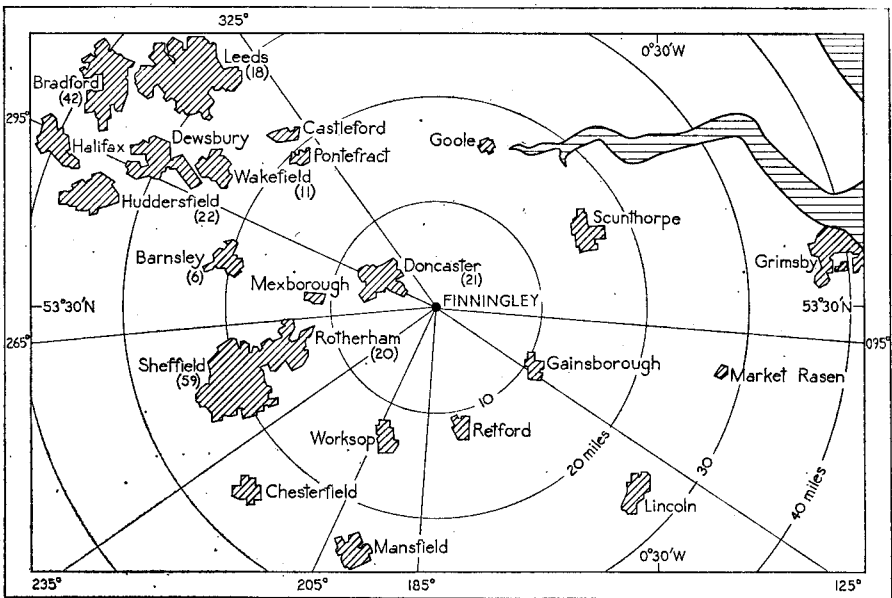 325°
0°30'W
Leeds
(18)
Bradford
(42)
295°
Halifax
Dewsbury
Castleford
Pontefract
Goole
Wakefield
(11)
Huddersfield
(22)
Scunthorpe
Grimsby
Barnsley
(6)
Mexborough
Doncaster
(21)
FINNINGLEY
53°30'N
53°30'N
265°
095°
Rotherham
(20)
Sheffield
(59)
Gainsborough
Market Rasen
10
Worksop
Retford
20 miles
30
40 miles
Chesterfield
Lincoln
Mansfield
0°30'W
235°
205°
185°
125°